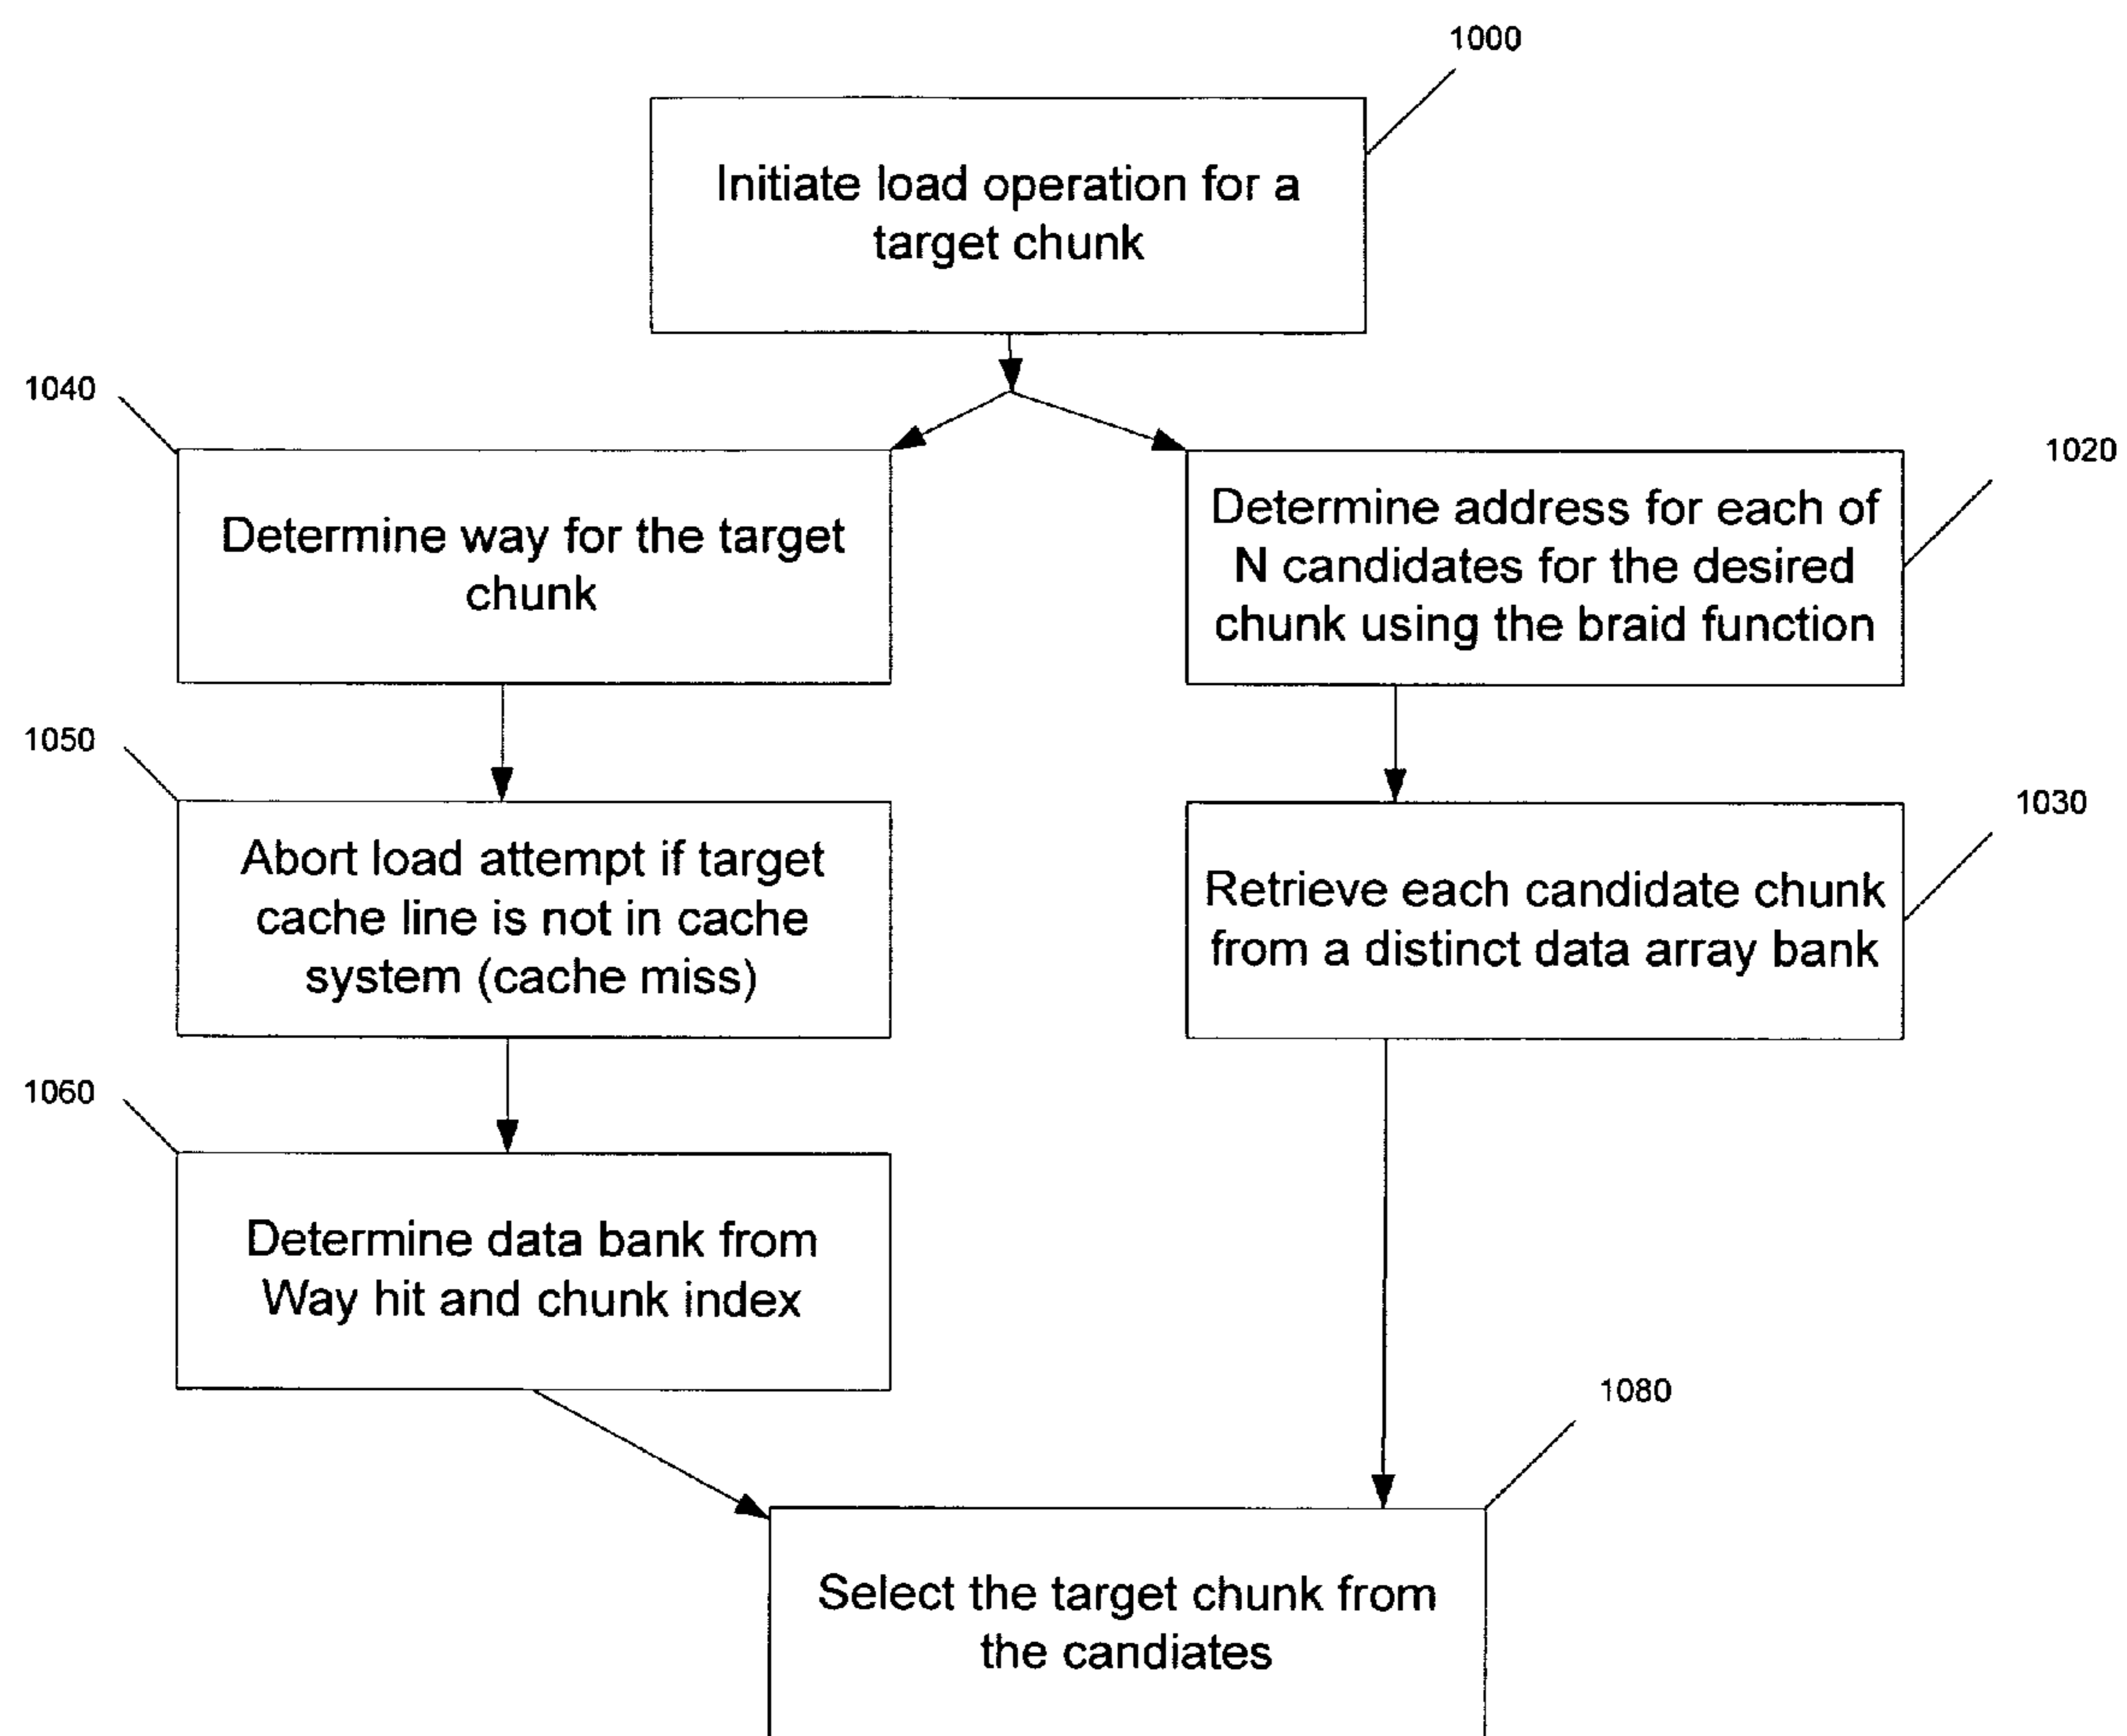 1000
Initiate load operation for a
target chunk
1040
Determine way for the target
chunk
1020
Determine address for each of
N candidates for the desired
chunk using the braid function
1050
Abort load attempt if target
cache line is not in cache
system (cache miss)
1030
Retrieve each candidate chunk
from a distinct data array bank
1060
Determine data bank from
Way hit and chunk index
1080
Select the target chunk from
the candiates